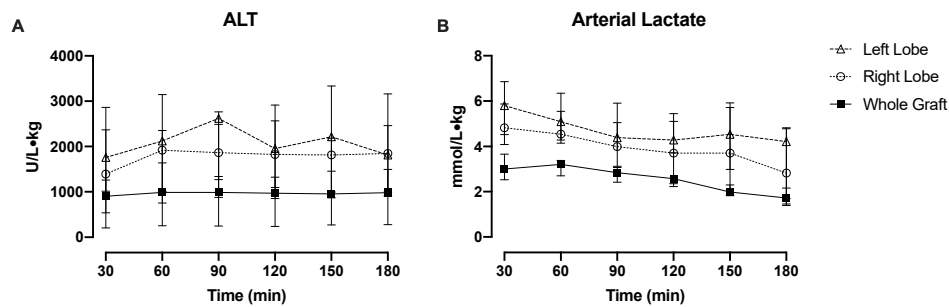 A
ALT
U/L•kg
4000
3000
2000
1000
0
30 60 90 120 150 180
Time (min)
B
Arterial Lactate
mmol/L•kg
8
6
4
2
0
30 60 90 120 150 180
Time (min)
Left Lobe
Right Lobe
Whole Graft